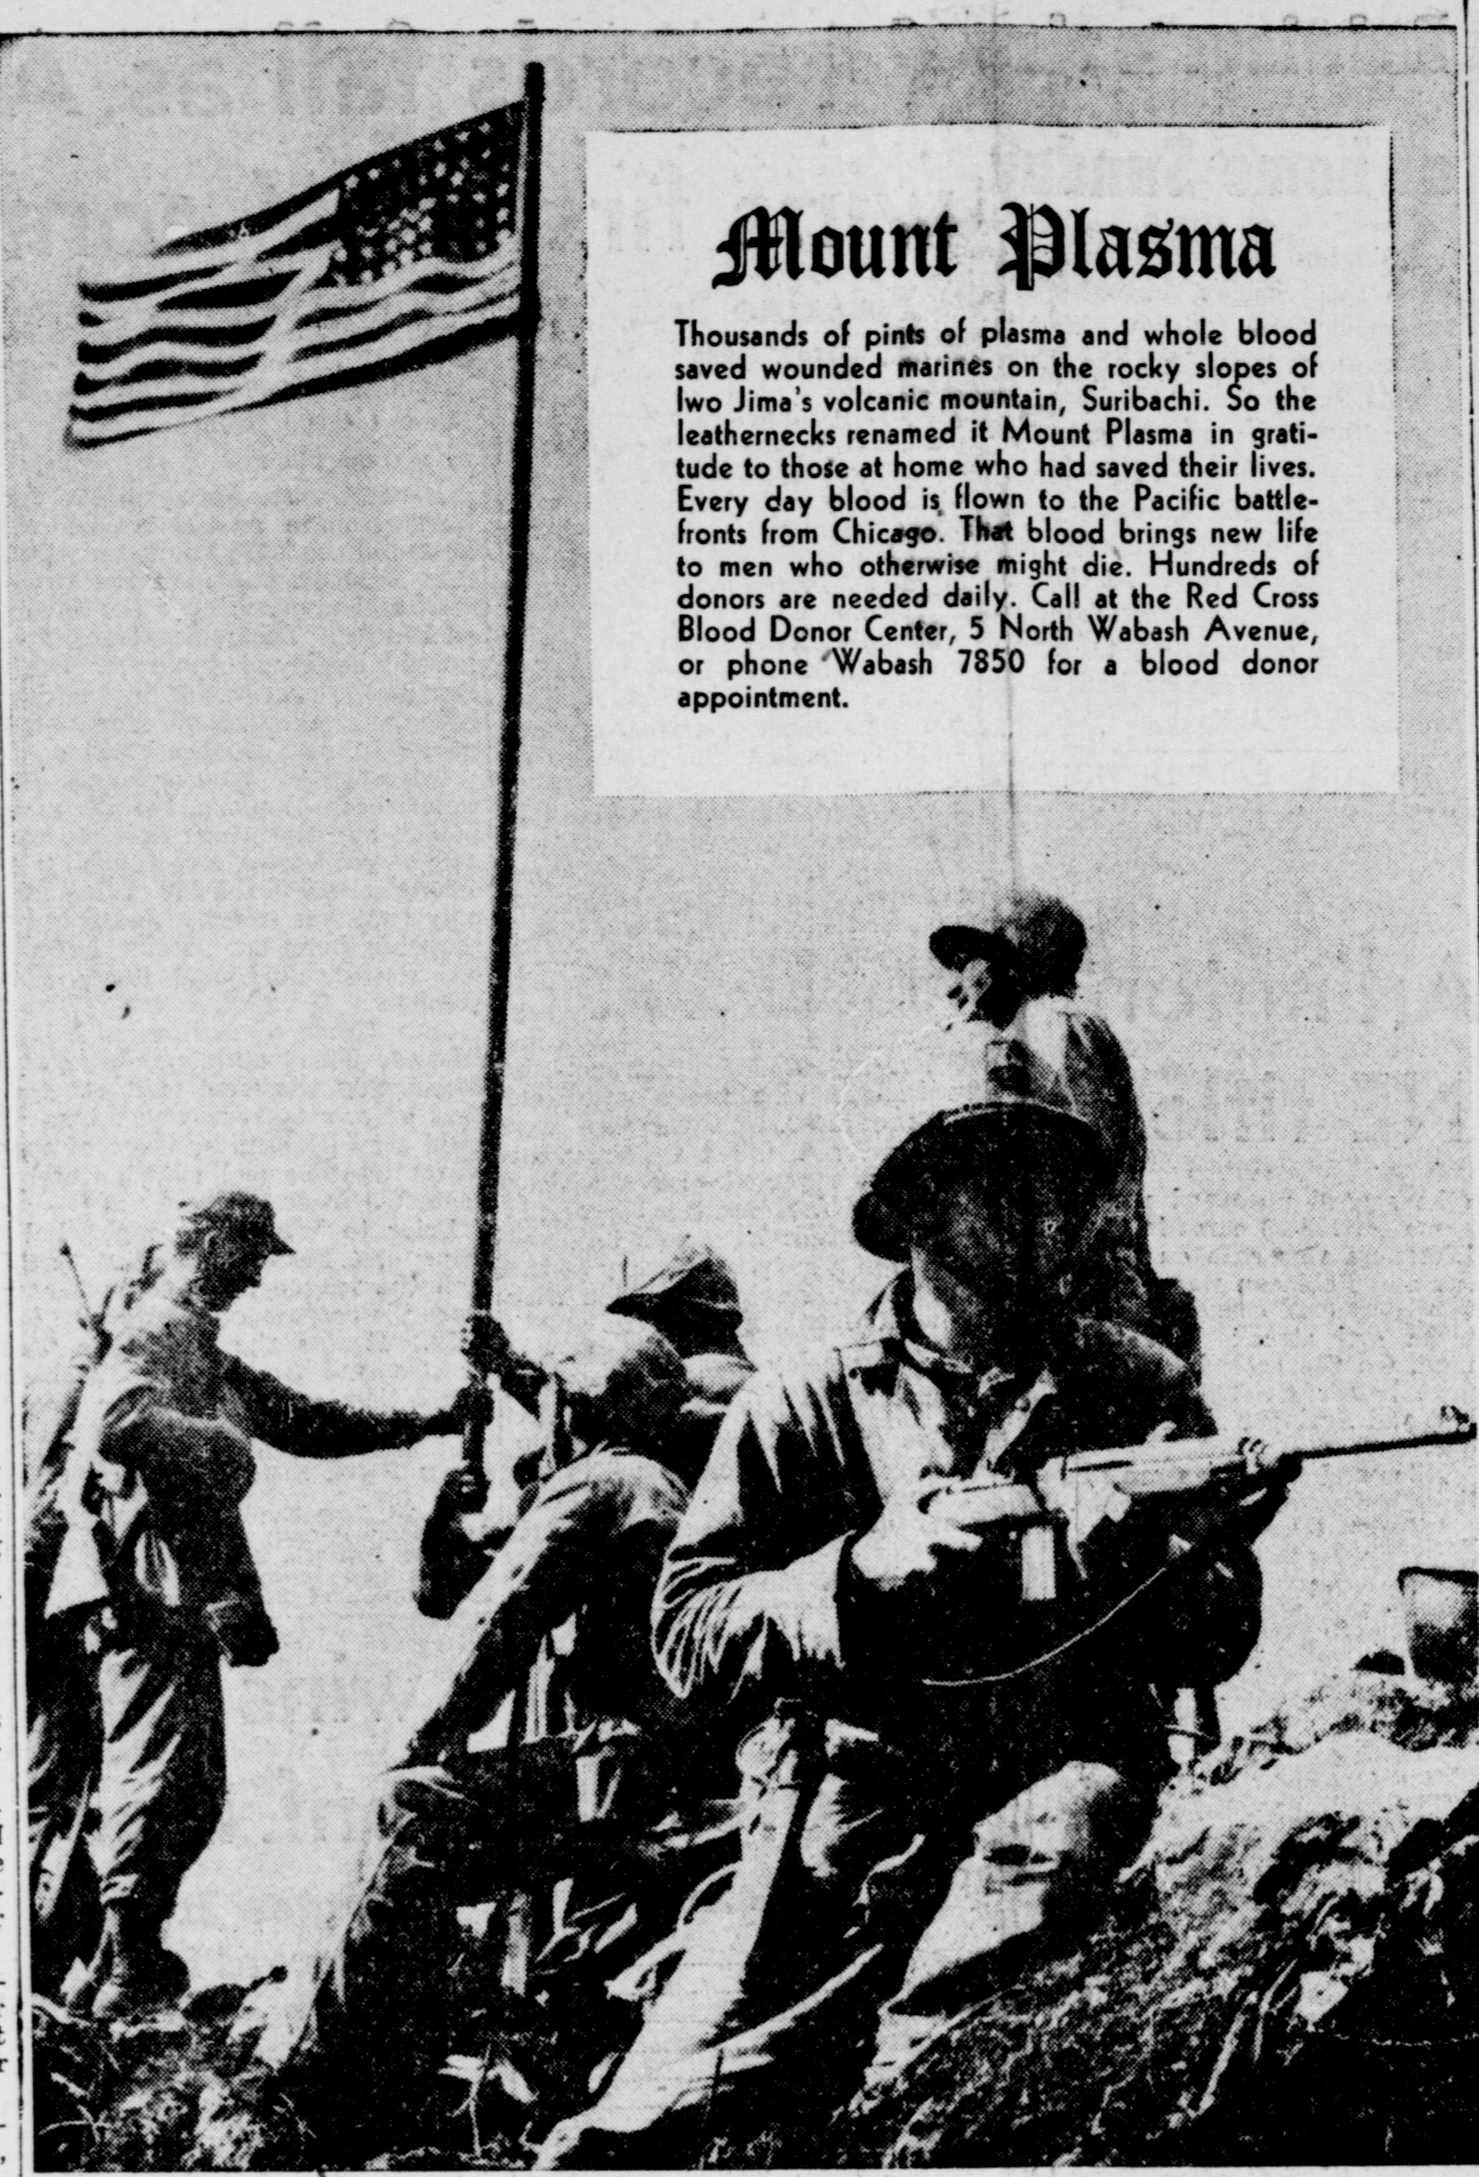 Mount Plasma
Thousands of pints of plasma and whole blood
saved wounded marines on the rocky slopes of
Iwo Jima's volcanic mountain, Suribachi. So the
leathernecks renamed it Mount Plasma in grati-
tude to those at home who had saved their lives.
Every day blood is flown to the Pacific battle-
fronts from Chicago. That blood brings new life
to men who otherwise might die. Hundreds of
donors are needed daily. Call at the Red Cross
Blood Donor Center, 5 North Wabash Avenue,
or phone Wabash 7850 for a blood donor
appointment.